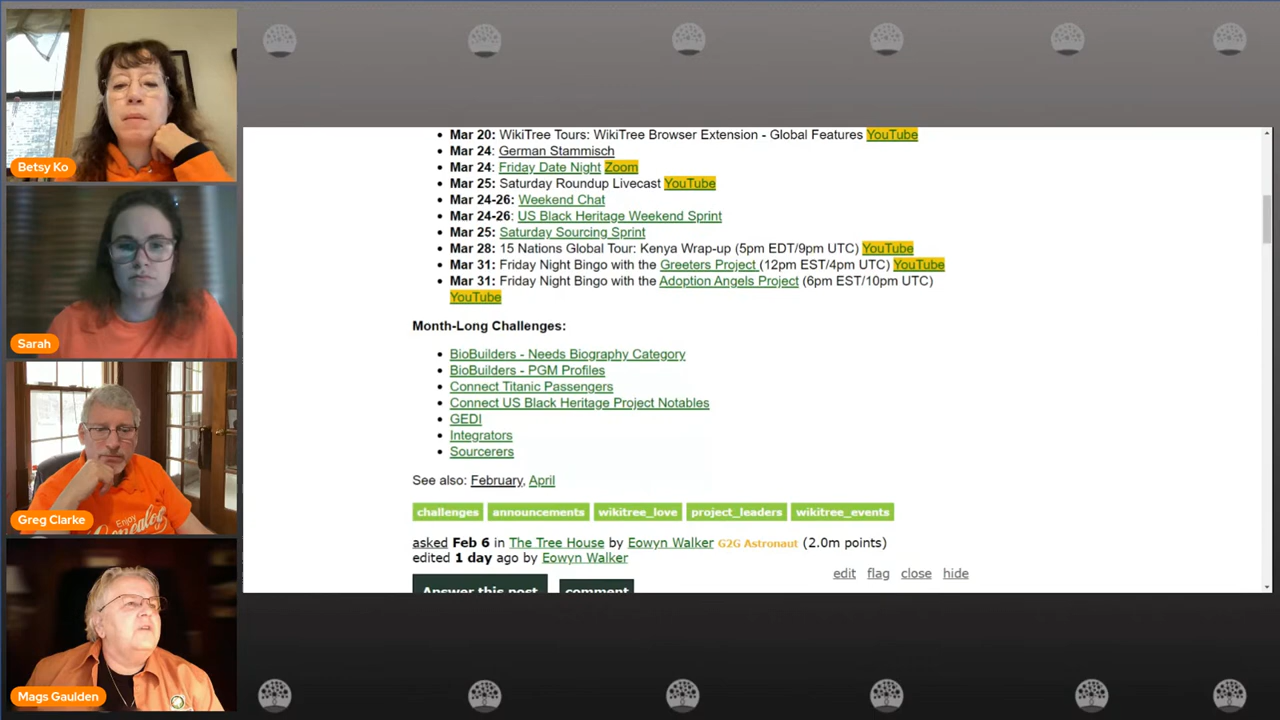 Betsy Ko
Sarah
Greg Clarke
Enjoy
Mags Gaulden
Mar 20: WikiTree Tours: WikiTree Browser Extension - Global Features YouTube
Mar 24: German Stammisch
Mar 24: Friday Date Night Zoom
Mar 25: Saturday Roundup Livecast YouTube
Mar 24-26: Weekend Chat
Mar 24-26: US Black Heritage Weekend Sprint
Mar 25: Saturday Sourcing Sprint
Mar 28: 15 Nations Global Tour: Kenya Wrap-up (5pm EDT/9pm UTC) YouTube
Mar 31: Friday Night Bingo with the Greeters Project (12pm EST/4pm UTC) YouTube
Mar 31: Friday Night Bingo with the Adoption Angels Project (6pm EST/10pm UTC)
YouTube
Month-Long Challenges:
BioBuilders - Needs Biography Category
BioBuilders - PGM Profiles
Connect Titanic Passengers
Connect US Black Heritage Project Notables
GEDI
Integrators
Sourcerers
See also: February, April
challenges announcements wikitree_love project_leaders wikitree_events
asked Feb 6 in The Tree House by Eowyn Walker G2G Astronaut (2.0m points)
edited 1 day ago by Eowyn Walker
edit flag close hide
Answer this post comment